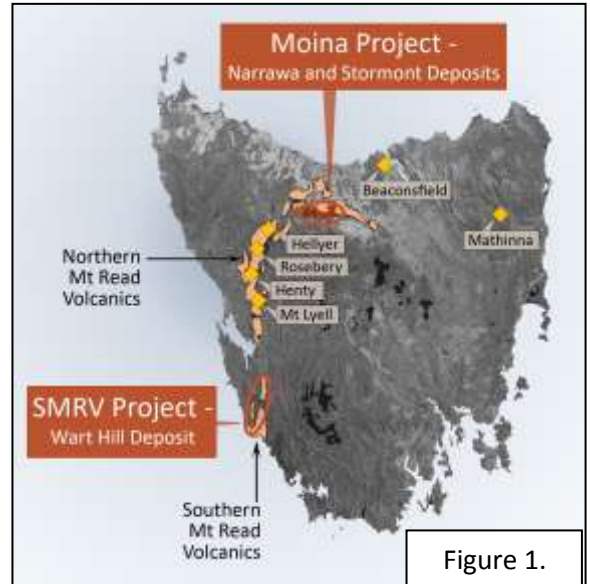 Moina Project -
Narrawa and Stormont Deposits
Beaconsfield
Mathinna
Hellyer
Northern
Mt Read
Volcanics
Rosebery
Henty
Mt Lyell
SMRV Project -
Wart Hill Deposit
Southern
Mt Read
Volcanics
Figure 1.